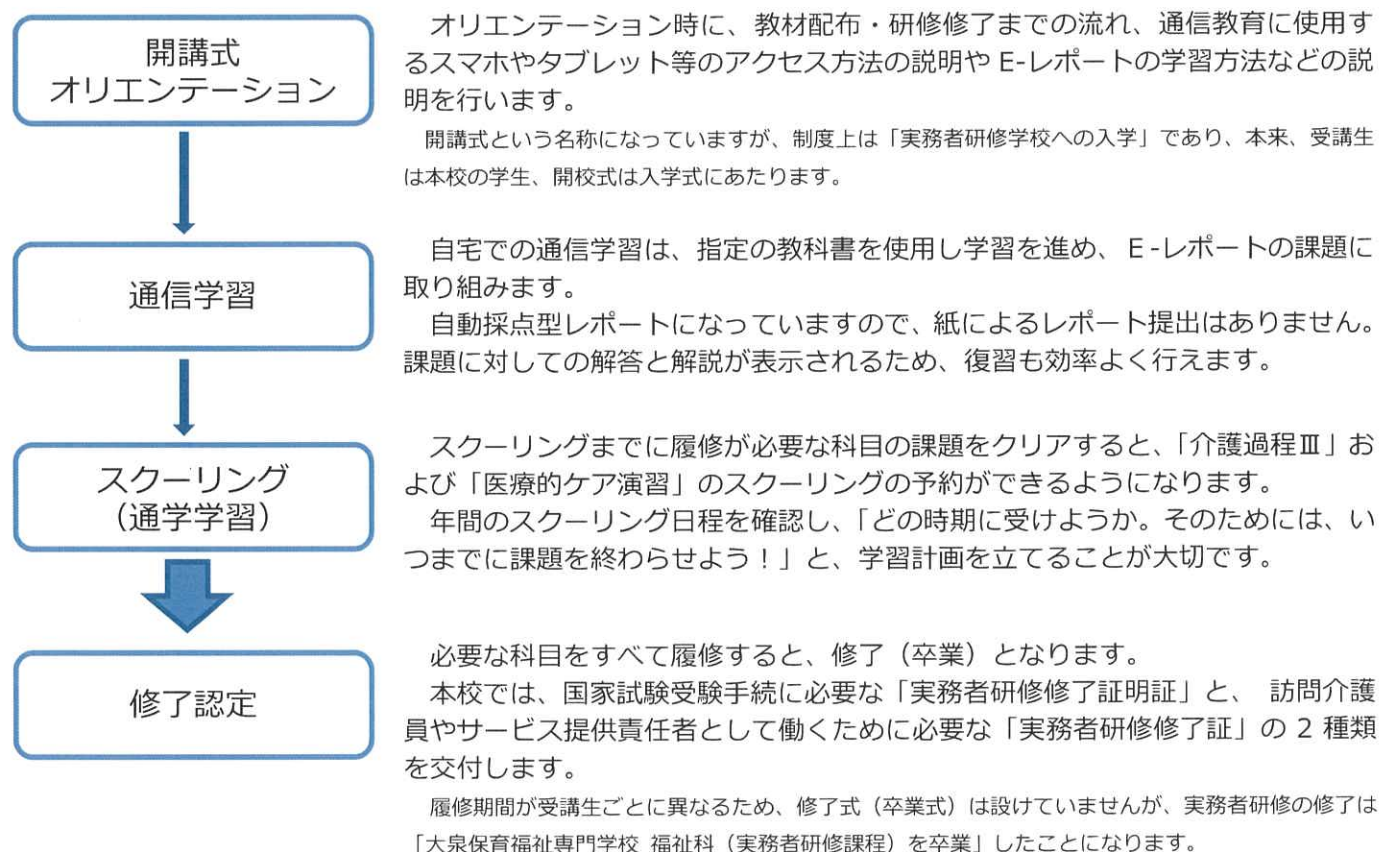 開講式
オリエンテーション
オリエンテーション時に、教材配布・研修修了までの流れ、通信教育に使用す
るスマホやタブレット等のアクセス方法の説明や E-レポートの学習方法などの説
明を行います。
開講式という名称になっていますが、制度上は「実務者研修学校への入学」であり、本来、受講生
は本校の学生、開校式は入学式にあたります。
通信学習
自宅での通信学習は、指定の教科書を使用し学習を進め、E-レポートの課題に
取り組みます。
自動採点型レポートになっていますので、紙によるレポート提出はありません。
課題に対しての解答と解説が表示されるため、復習も効率よく行えます。
スクーリング
（通学学習）
スクーリングまでに履修が必要な科目の課題をクリアすると、「介護過程Ⅲ」お
よび「医療的ケア演習」のスクーリングの予約ができるようになります。
年間のスクーリング日程を確認し、「どの時期に受けようか。そのためには、い
つまでに課題を終わらせよう！」と、学習計画を立てることが大切です。
修了認定
必要な科目をすべて履修すると、修了（卒業）となります。
本校では、国家試験受験手続に必要な「実務者研修修了証明証」と、 訪問介護
員やサービス提供責任者として働くために必要な「実務者研修修了証」の 2 種類
を交付します。
履修期間が受講生ごとに異なるため、修了式（卒業式）は設けていませんが、実務者研修の修了は
「大泉保育福祉専門学校 福祉科（実務者研修課程）を卒業」したことになります。